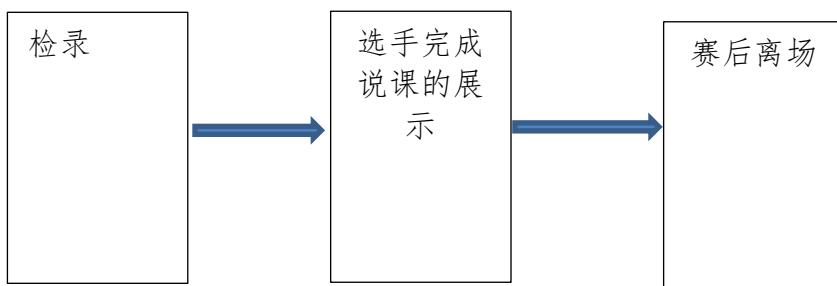 检录
选手完成
说课的展
示
赛后离场